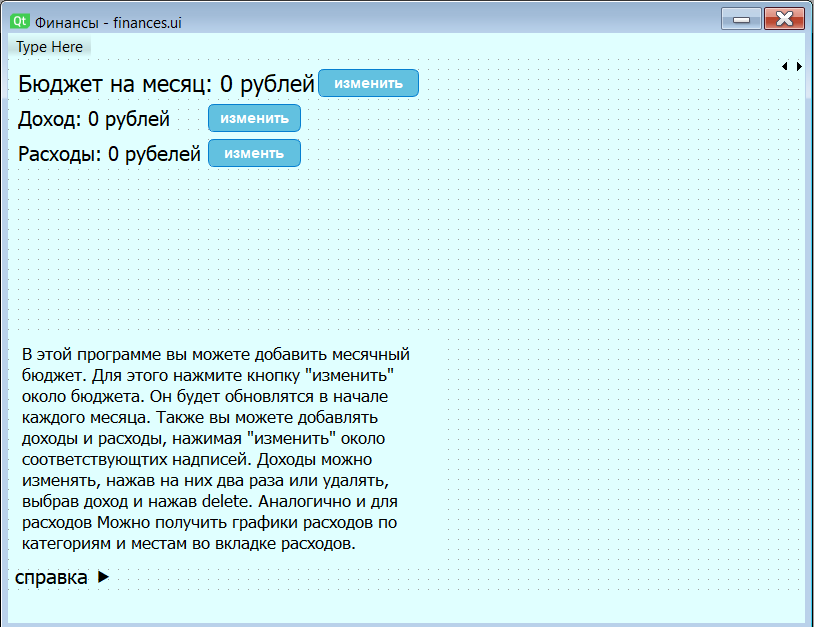 Qt Финансы - finances.ui
Type Here
Бюджет на месяц: 0 рублей изменить
Доход: 0 рублей изменить
Расходы: 0 рубелей изменть
В этой программе вы можете добавить месячный
бюджет. Для этого нажмите кнопку "изменить"
около бюджета. Он будет обновлятся в начале
каждого месяца. Также вы можете добавлять
доходы и расходы, нажимая "изменить" около
соответствующтих надписей. Доходы можно
изменять, нажав на них два раза или удалять,
выбрав доход и нажав delete. Аналогично и для
расходов Можно получить графики расходов по
категориям и местам во вкладке расходов.
справка